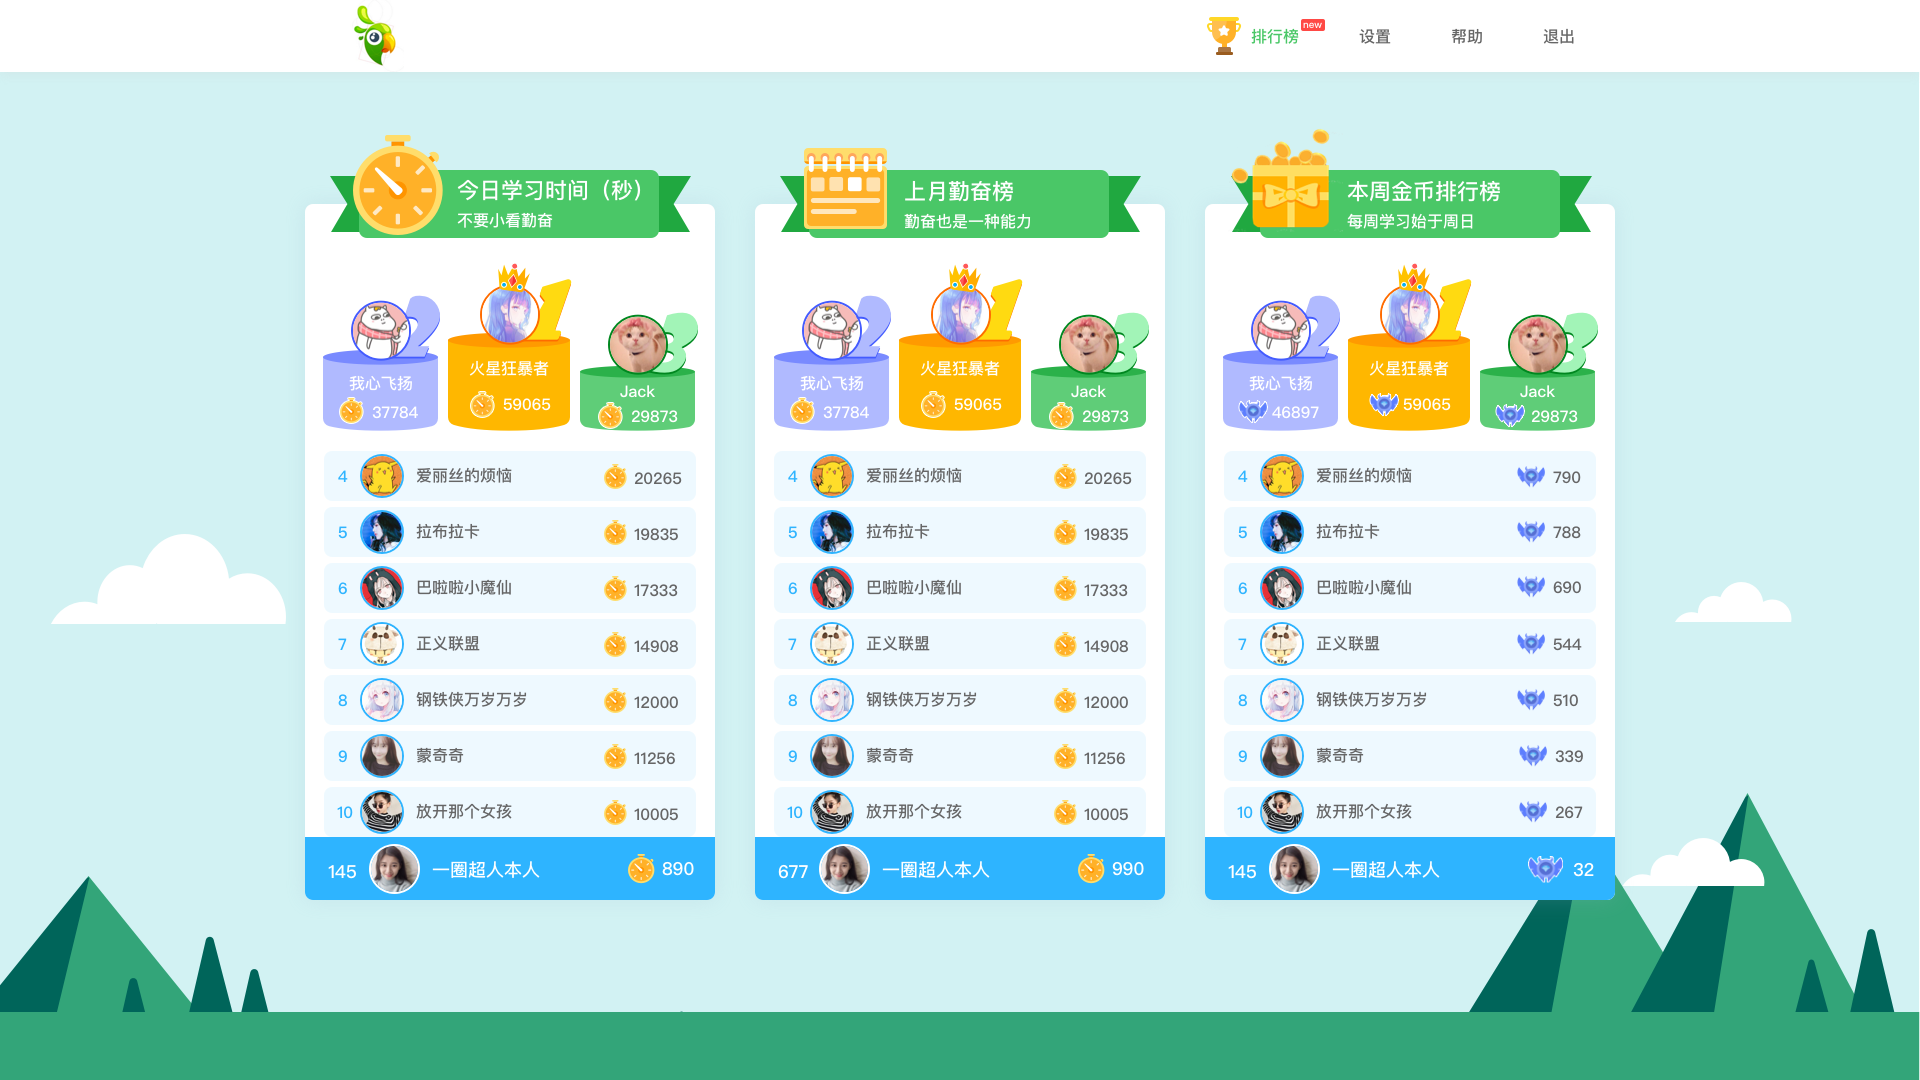 排行榜 new 设置 帮助 退出
今日学习时间（秒）
不要小看勤奋
2
1
3
我心飞扬
37784
火星狂暴者
59065
Jack
29873
4 爱丽丝的烦恼 20265
5 拉布拉卡 19835
6 巴啦啦小魔仙 17333
7 正义联盟 14908
8 钢铁侠万岁万岁 12000
9 蒙奇奇 11256
10 放开那个女孩 10005
145 一圈超人本人 890
上月勤奋榜
勤奋也是一种能力
2
1
3
我心飞扬
37784
火星狂暴者
59065
Jack
29873
4 爱丽丝的烦恼 20265
5 拉布拉卡 19835
6 巴啦啦小魔仙 17333
7 正义联盟 14908
8 钢铁侠万岁万岁 12000
9 蒙奇奇 11256
10 放开那个女孩 10005
677 一圈超人本人 990
本周金币排行榜
每周学习始于周日
2
1
3
我心飞扬
46897
火星狂暴者
59065
Jack
29873
4 爱丽丝的烦恼 790
5 拉布拉卡 788
6 巴啦啦小魔仙 690
7 正义联盟 544
8 钢铁侠万岁万岁 510
9 蒙奇奇 339
10 放开那个女孩 267
145 一圈超人本人 32